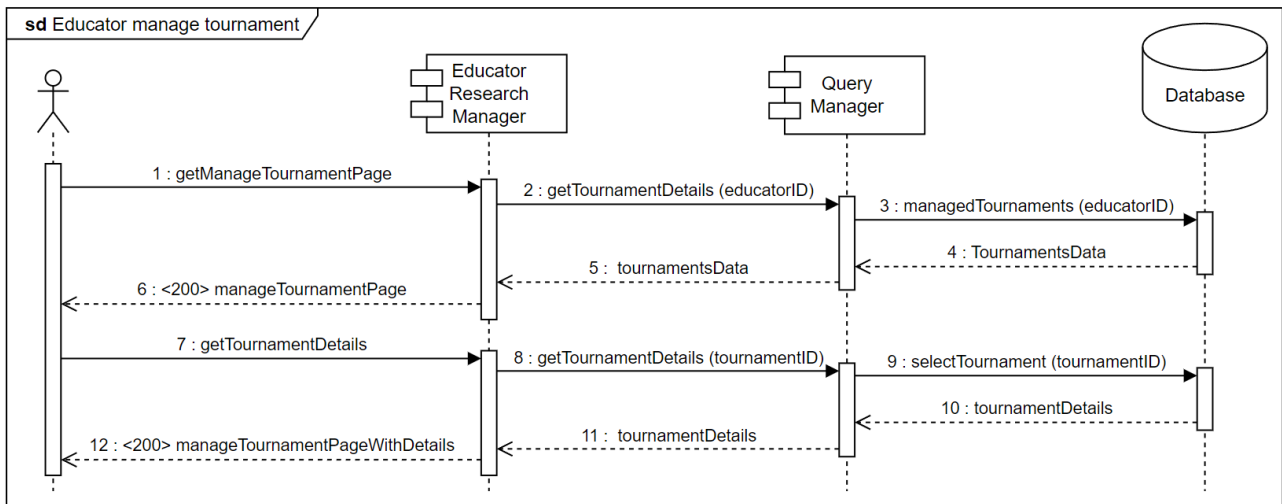 sd Educator manage tournament
Educator
Research
Manager
Query
Manager
Database
1 : getManageTournamentPage
2 : getTournamentDetails (educatorID)
3 : managedTournaments (educatorID)
4 : TournamentsData
5 : tournamentsData
6 : <200> manageTournamentPage
7 : getTournamentDetails
8 : getTournamentDetails (tournamentID)
9 : selectTournament (tournamentID)
10 : tournamentDetails
11 : tournamentDetails
12 : <200> manageTournamentPageWithDetails